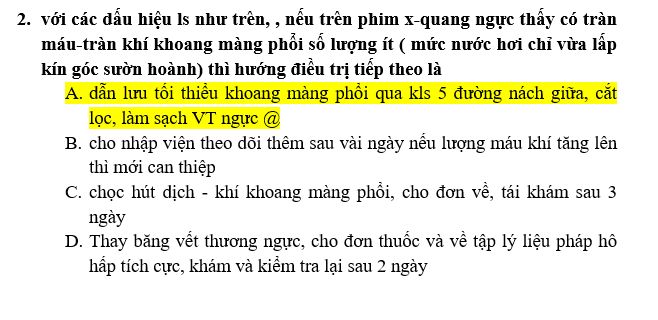 2. với các dấu hiệu ls như trên, , nếu trên phim x-quang ngực thấy có tràn
máu-tràn khí khoang màng phổi số lượng ít ( mức nước hơi chỉ vừa lấp
kín góc sườn hoành) thì hướng điều trị tiếp theo là
A. dẫn lưu tối thiểu khoang màng phổi qua kls 5 đường nách giữa, cắt
lọc, làm sạch VT ngực @
B. cho nhập viện theo dõi thêm sau vài ngày nếu lượng máu khí tăng lên
thì mới can thiệp
C. chọc hút dịch - khí khoang màng phổi, cho đơn về, tái khám sau 3
ngày
D. Thay băng vết thương ngực, cho đơn thuốc và về tập lý liệu pháp hô
hấp tích cực, khám và kiểm tra lại sau 2 ngày